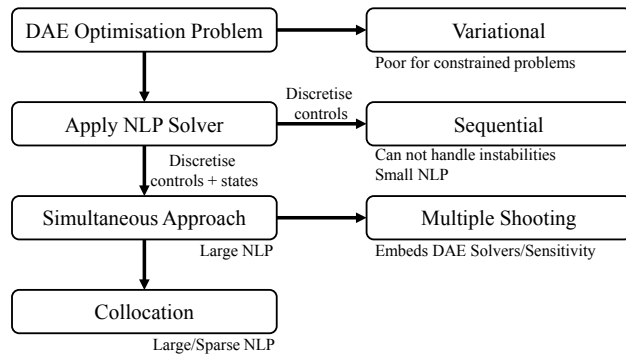 DAE Optimisation Problem
Variational
Poor for constrained problems
Discretise
controls
Apply NLP Solver
Sequential
Can not handle instabilities
Small NLP
Discretise
controls + states
Simultaneous Approach
Multiple Shooting
Large NLP
Embeds DAE Solvers/Sensitivity
Collocation
Large/Sparse NLP